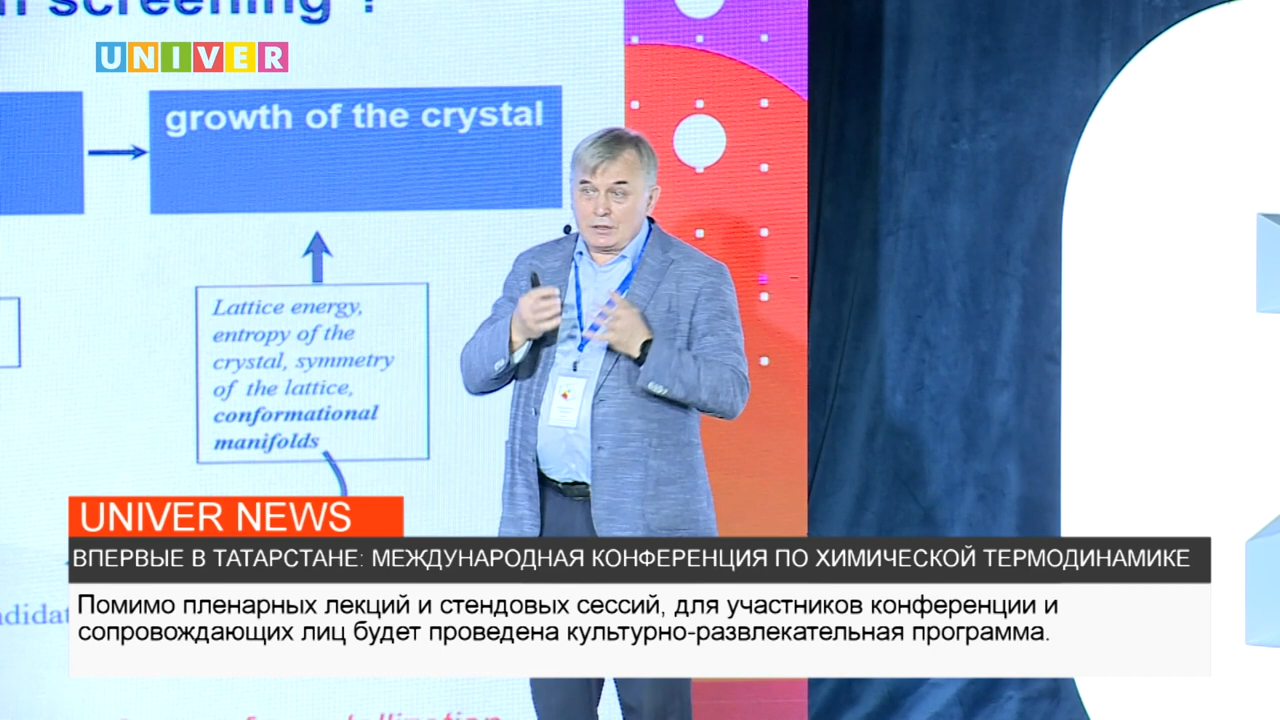 screening ?
UNIVER
growth of the crystal
Lattice energy,
entropy of the
crystal, symmetry
of the lattice,
conformational
manifolds
UNIVER NEWS
ВПЕРВЫЕ В ТАТАРСТАНЕ: МЕЖДУНАРОДНАЯ КОНФЕРЕНЦИЯ ПО ХИМИЧЕСКОЙ ТЕРМОДИНАМИКЕ
Помимо пленарных лекций и стендовых сессий, для участников конференции и
сопровождающих лиц будет проведена культурно-развлекательная программа.